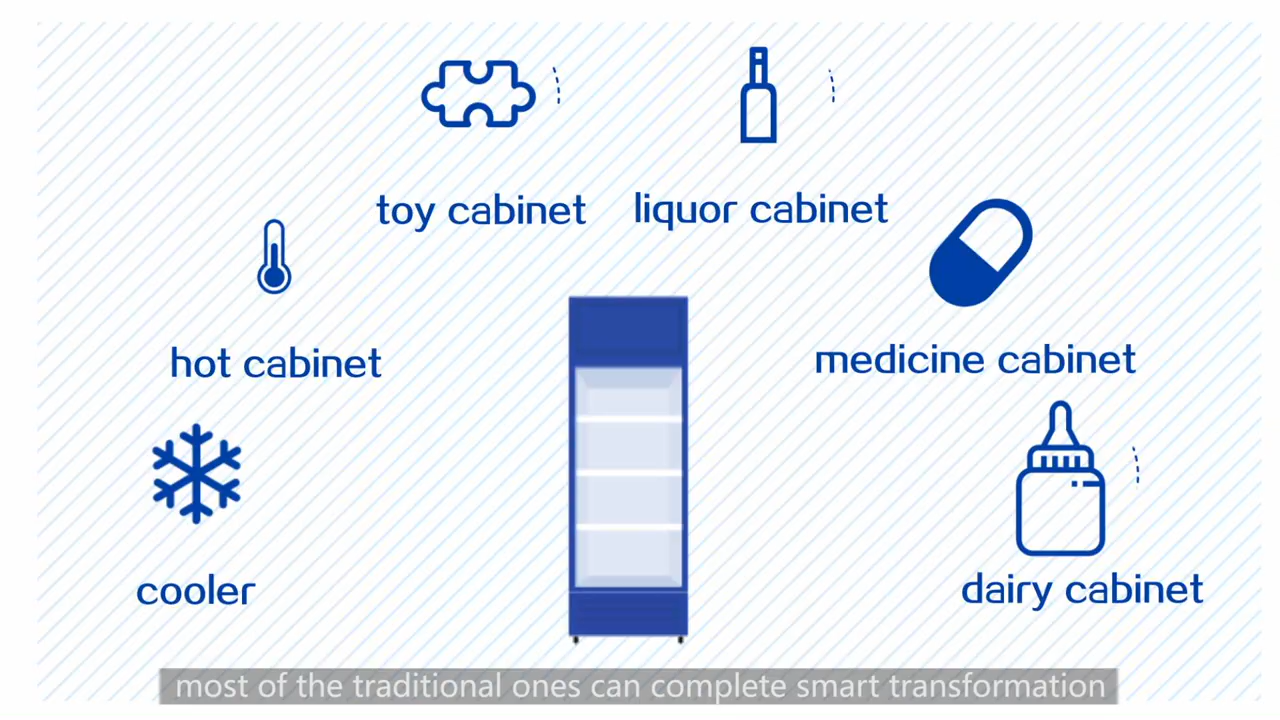 toy cabinet
liquor cabinet
hot cabinet
medicine cabinet
cooler
dairy cabinet
most of the traditional ones can complete smart transformation